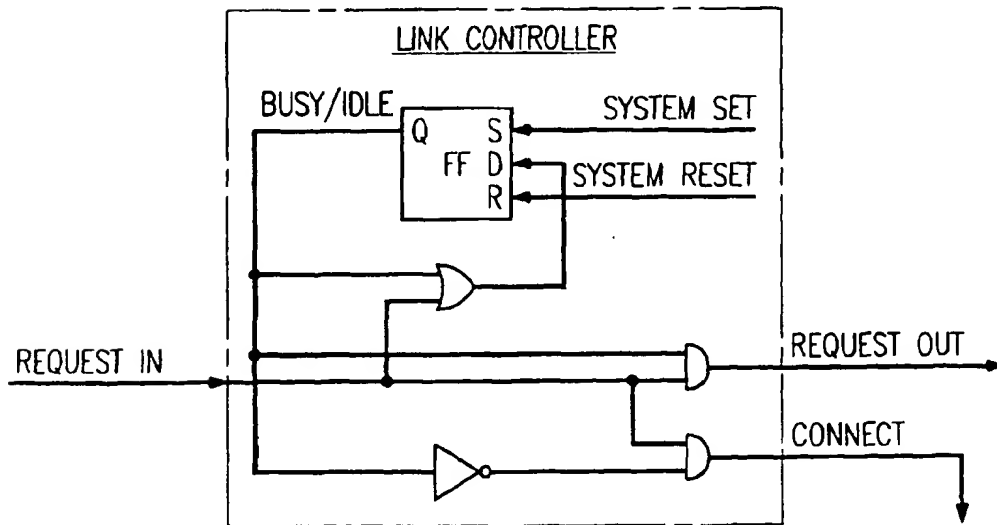 LINK CONTROLLER
BUSY/IDLE
SYSTEM SET
Q S
FF D
SYSTEM RESET
R
REQUEST IN
REQUEST OUT
CONNECT